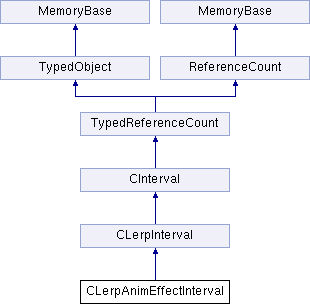 MemoryBase MemoryBase
TypedObject ReferenceCount
TypedReferenceCount
CInterval
CLerpInterval
CLerpAnimEffectInterval